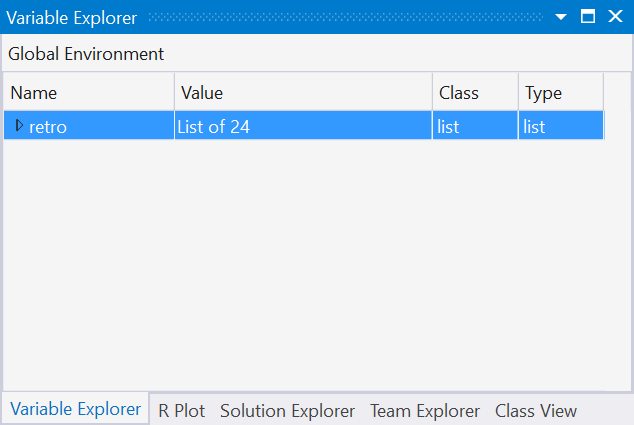 Variable Explorer
Global Environment
Name Value Class Type
retro List of 24 list list
Variable Explorer R Plot Solution Explorer Team Explorer Class View